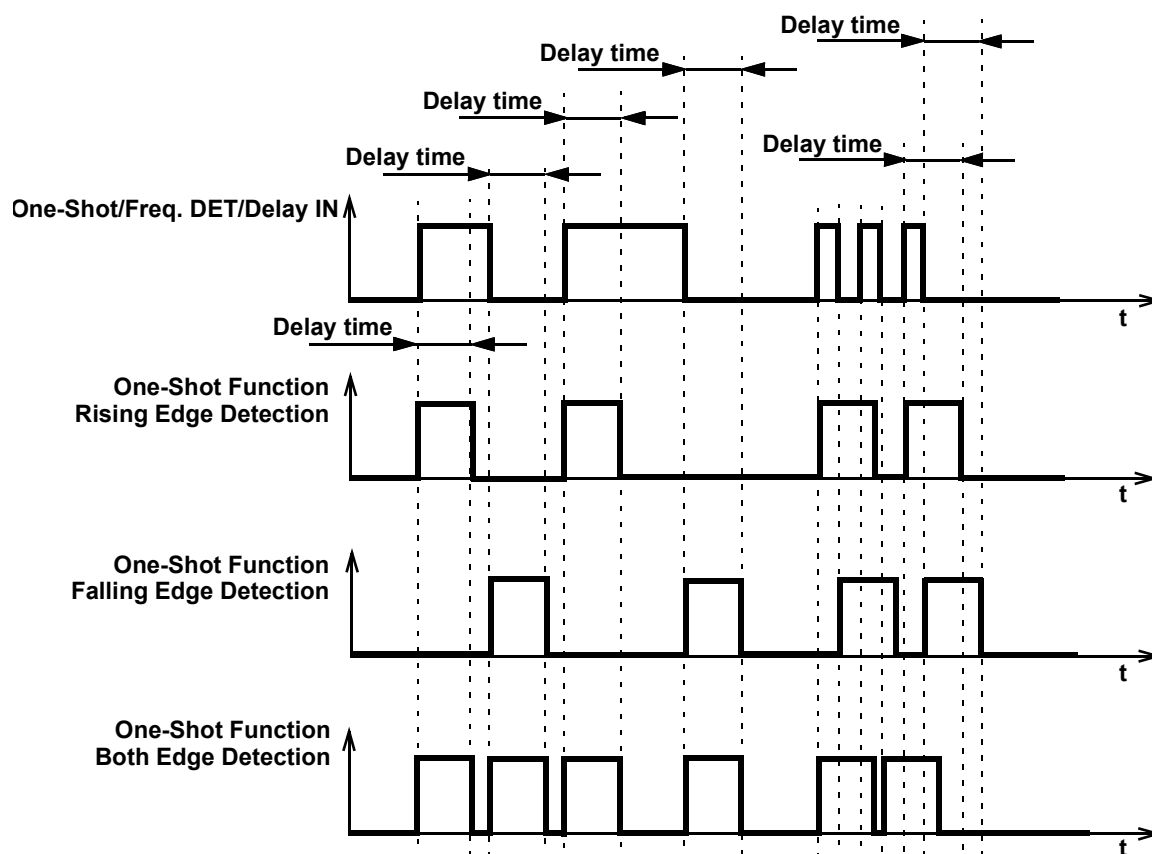 Delay time
Delay time
Delay time
Delay time
Delay time
One-Shot/Freq. DET/Delay IN
t
Delay time
One-Shot Function
Rising Edge Detection
t
One-Shot Function
Falling Edge Detection
t
One-Shot Function
Both Edge Detection
t